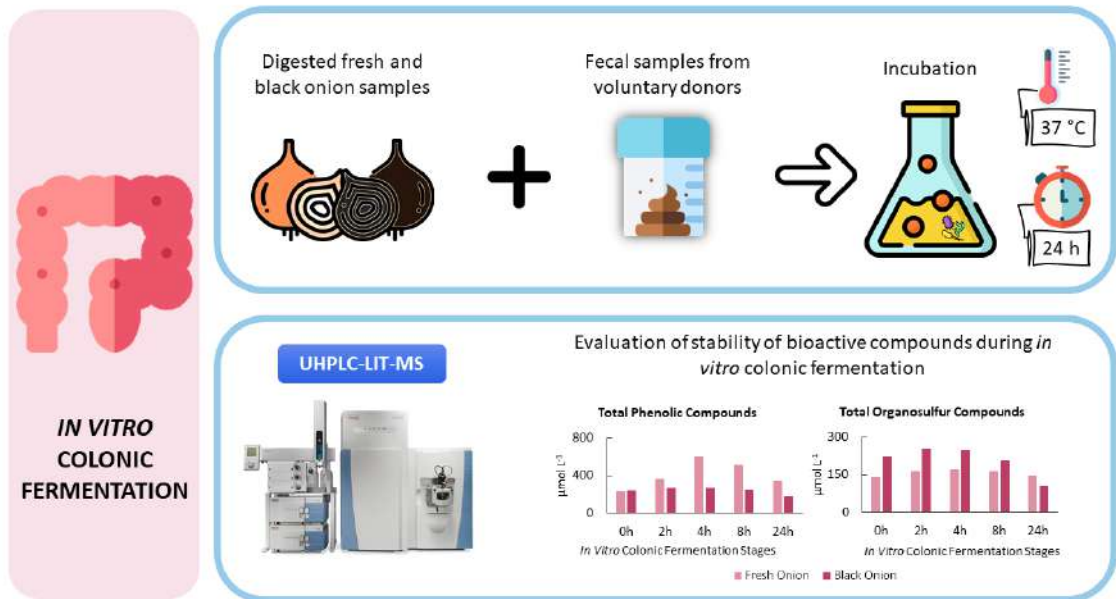 IN VITRO
COLONIC
FERMENTATION
Digested fresh and
black onion samples
Fecal samples from
voluntary donors
Incubation
37 °C
24 h
UHPLC-LIT-MS
Evaluation of stability of bioactive compounds during in
vitro colonic fermentation
Total Phenolic Compounds
µmol L⁻¹
800
400
0
0h 2h 4h 8h 24h
In Vitro Colonic Fermentation Stages
Total Organosulfur Compounds
µmol L⁻¹
300
150
0
0h 2h 4h 8h 24h
In Vitro Colonic Fermentation Stages
Fresh Onion Black Onion